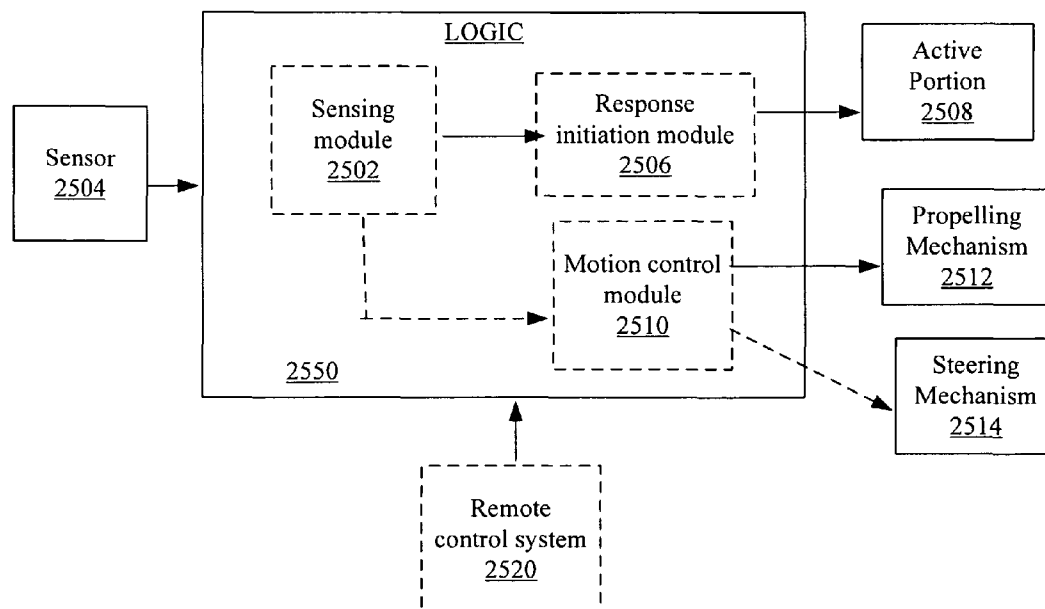 LOGIC
Sensor
2504
Sensing
module
2502
Response
initiation module
2506
Active
Portion
2508
Motion control
module
2510
Propelling
Mechanism
2512
Steering
Mechanism
2514
2550
Remote
control system
2520